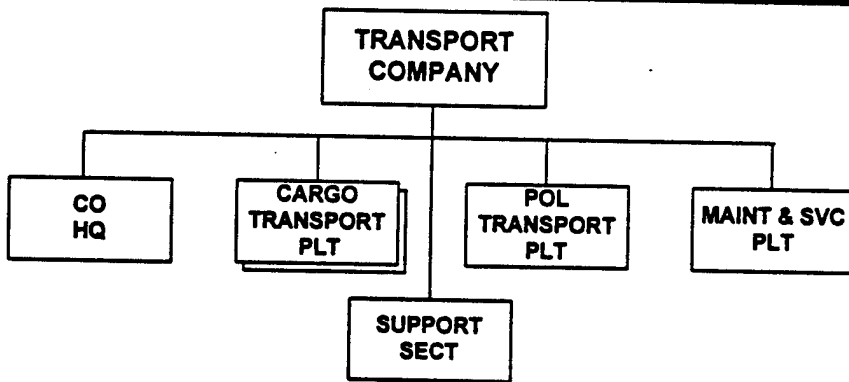 TRANSPORT
COMPANY
CO
HQ
CARGO
TRANSPORT
PLT
POL
TRANSPORT
PLT
MAINT & SVC
PLT
SUPPORT
SECT